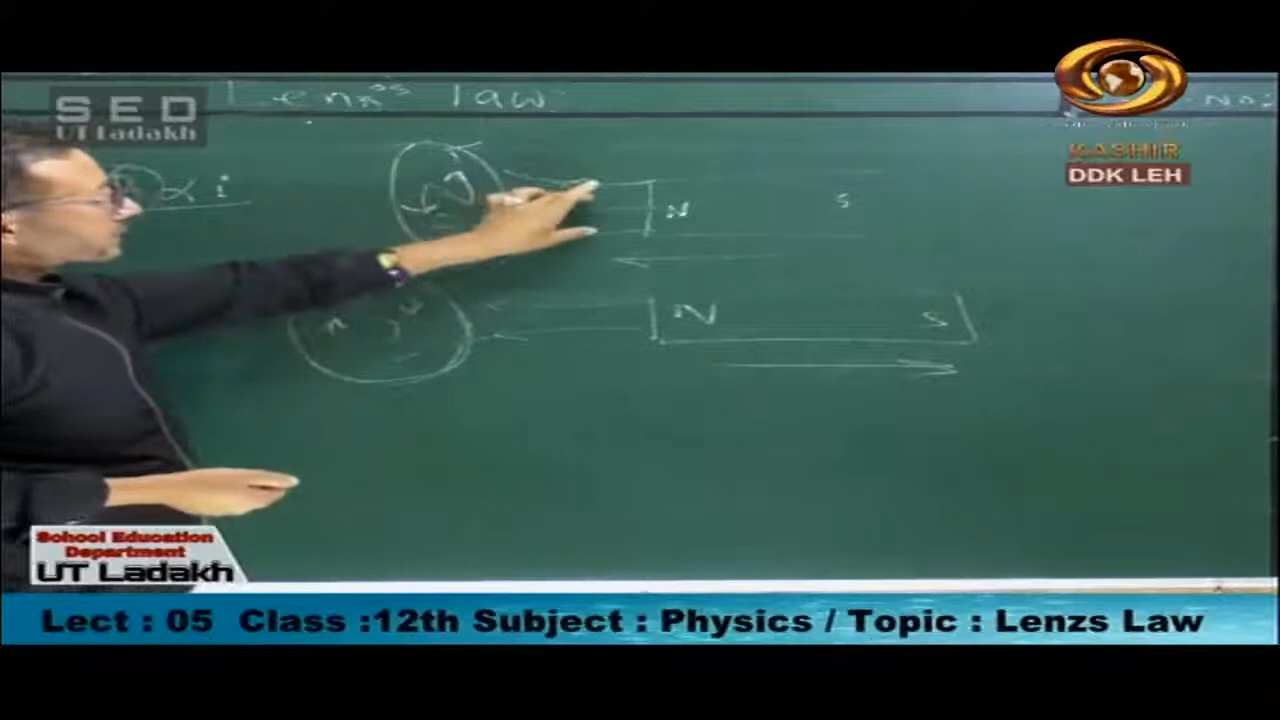 SED
UT Ladakh
Lenz's law
KASHIR
DDK LEH
α i
N S
N S
School Education
Department
UT Ladakh
Lect : 05 Class :12th Subject : Physics / Topic : Lenzs Law